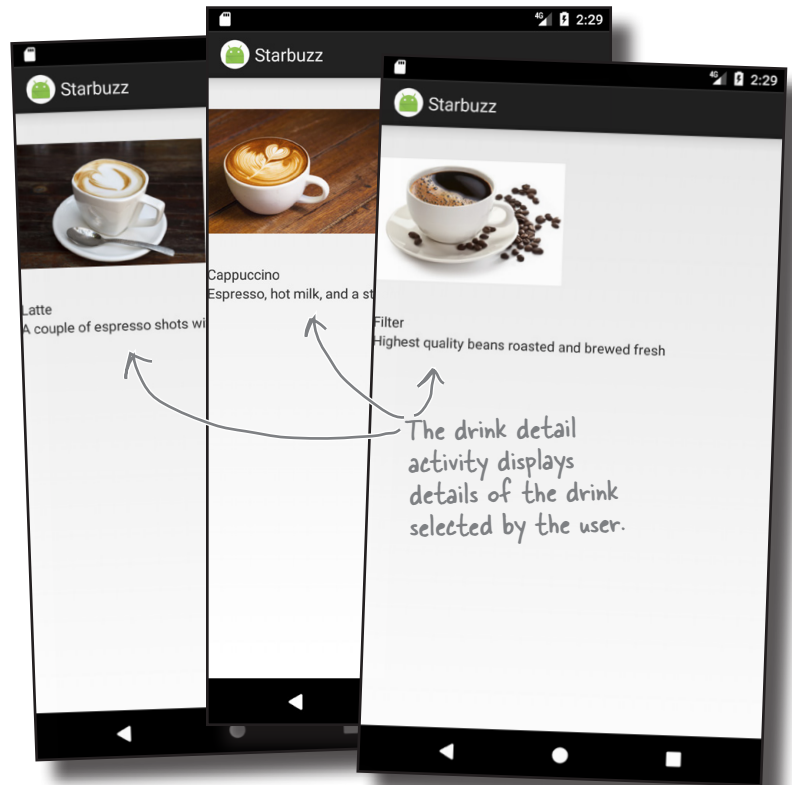 2:29
4G
2:29
Starbuzz
Starbuzz
Starbuzz
Latte
A couple of espresso shots wi
Cappuccino
Espresso, hot milk, and a st
Filter
Highest quality beans roasted and brewed fresh
The drink detail
activity displays
details of the drink
selected by the user.
4G